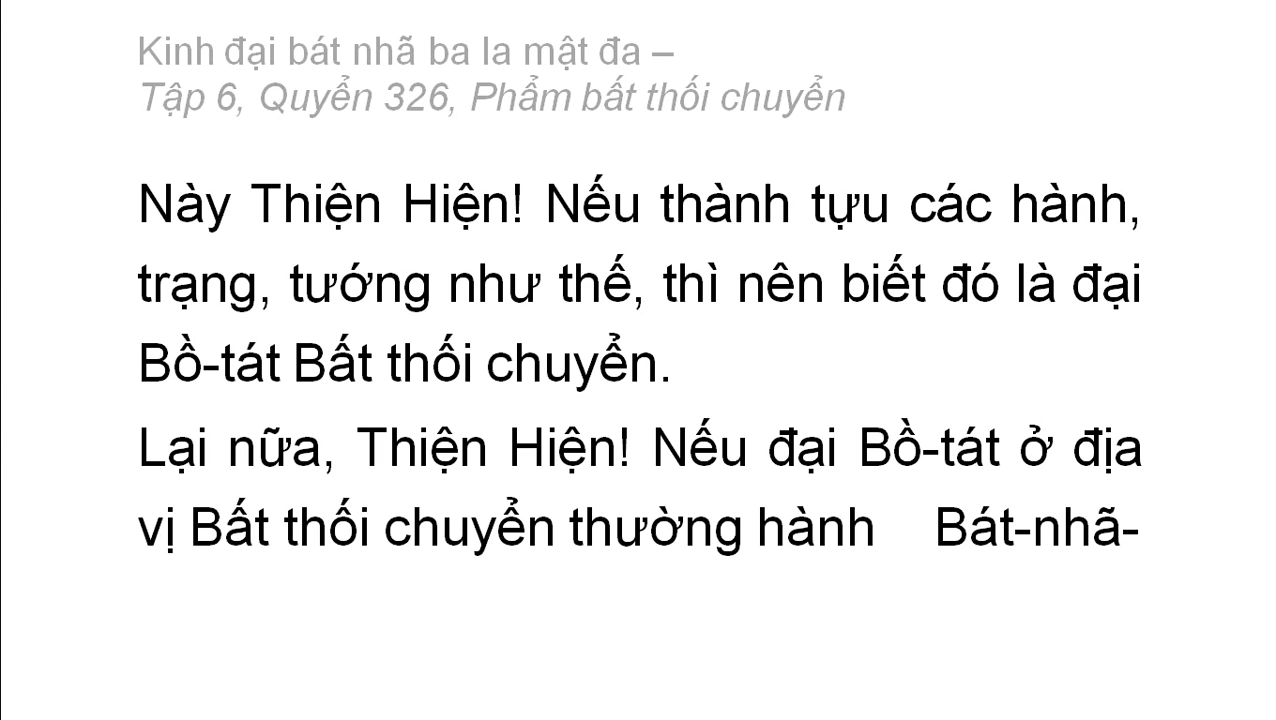 Kinh đại bát nhã ba la mật đa –
Tập 6, Quyển 326, Phẩm bất thối chuyển
Này Thiện Hiện! Nếu thành tựu các hành,
trạng, tướng như thế, thì nên biết đó là đại
Bồ-tát Bất thối chuyển.
Lại nữa, Thiện Hiện! Nếu đại Bồ-tát ở địa
vị Bất thối chuyển thường hành Bát-nhã-